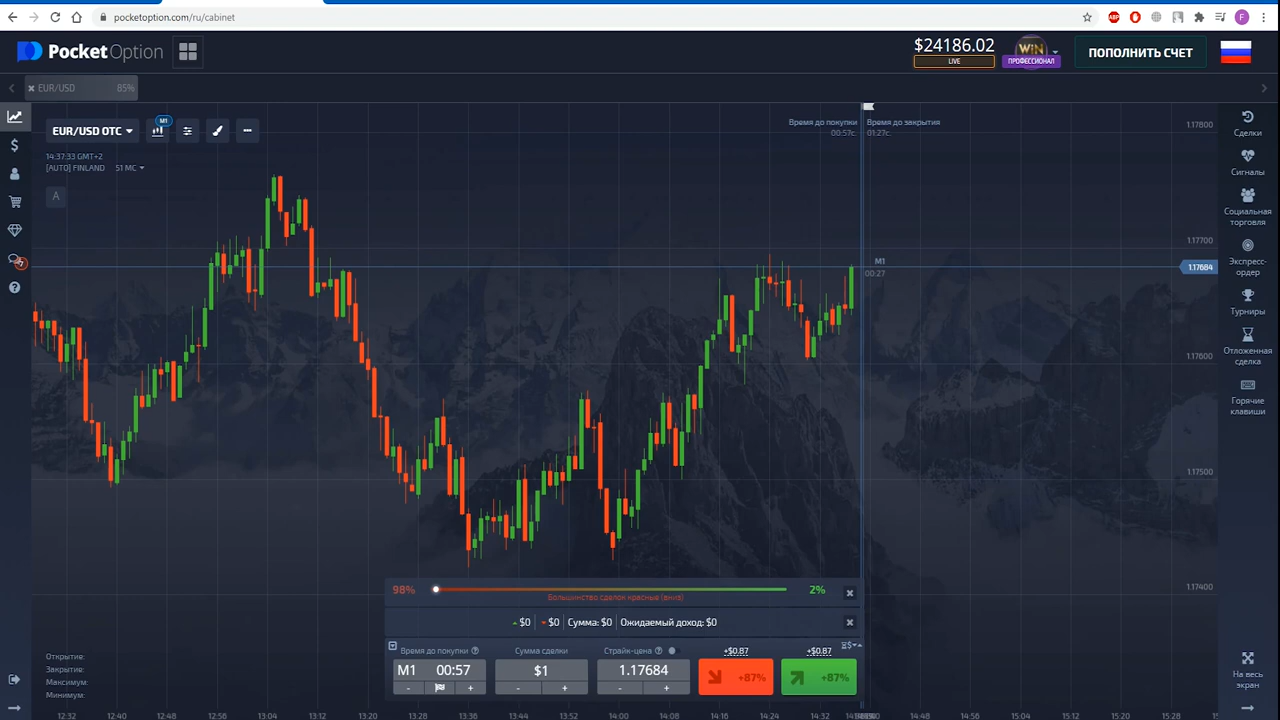 pocketoption.com/ru/cabinet
ABP
F
PocketOption
$24186.02
LIVE
WIN
ПРОФЕССИОНАЛ
ПОПОЛНИТЬ СЧЕТ
EUR/USD 85%
EUR/USD OTC
M1
14:37:33 GMT+2
[AUTO] FINLAND 51 МС
A
Время до покупки
00:57с.
Время до закрытия
01:27с.
M1
00:27
1.17800
1.17700
1.17684
1.17600
1.17500
1.17400
Сделки
Сигналы
Социальная
торговля
Экспресс-
ордер
Турниры
Отложенная
сделка
Горячие
клавиши
На весь
экран
98%
2%
Большинство сделок красные (вниз)
$0 $0 Сумма: $0 Ожидаемый доход: $0
Время до покупки
Сумма сделки
Страйк-цена
+$0.87
+$0.87
M1 00:57
$1
1.17684
+87%
+87%
- +
- +
- +
Открытие:
Закрытие:
Максимум:
Минимум:
12:32 12:40 12:48 12:56 13:04 13:12 13:20 13:28 13:36 13:44 13:52 14:00 14:08 14:16 14:24 14:32 14:48 14:56 15:04 15:12 15:20 15:28